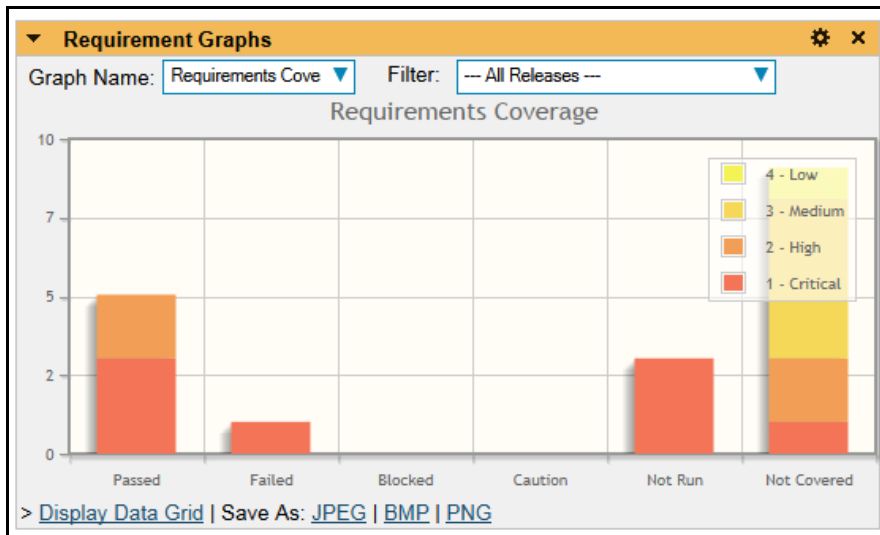 Requirement Graphs
Graph Name: Requirements Cove Filter: --- All Releases ---
Requirements Coverage
10
7
5
2
0
4 - Low
3 - Medium
2 - High
1 - Critical
Passed Failed Blocked Caution Not Run Not Covered
> Display Data Grid | Save As: JPEG | BMP | PNG